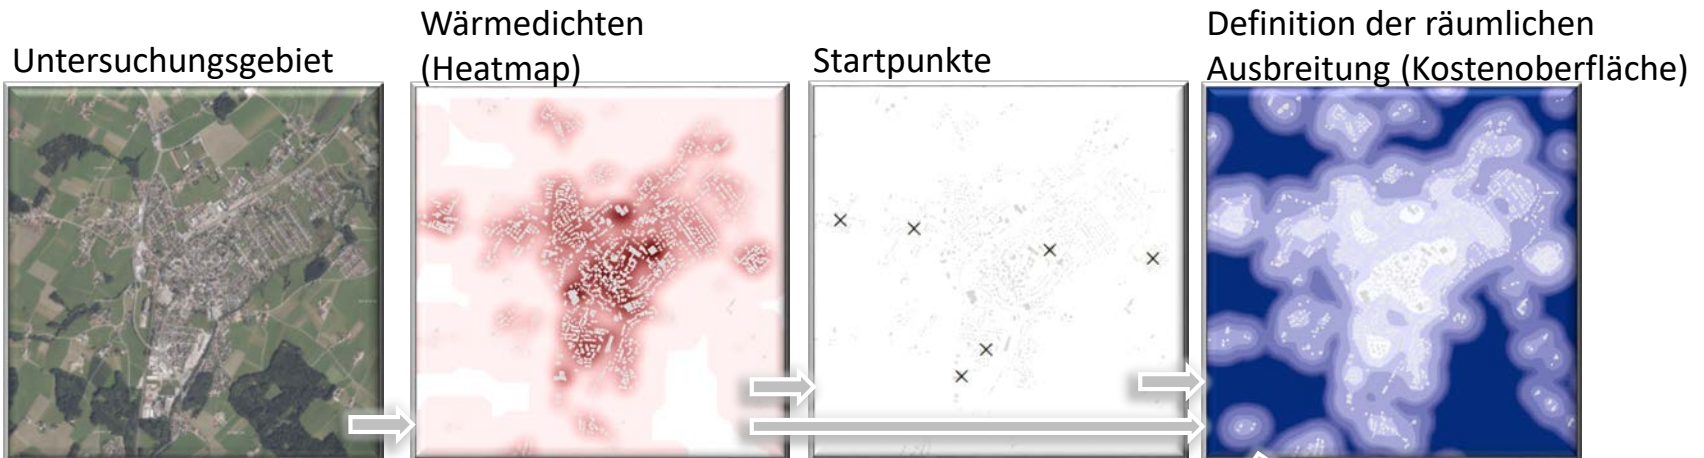 Untersuchungsgebiet
Wärmedichten
(Heatmap)
Startpunkte
Definition der räumlichen
Ausbreitung (Kostenoberfläche)